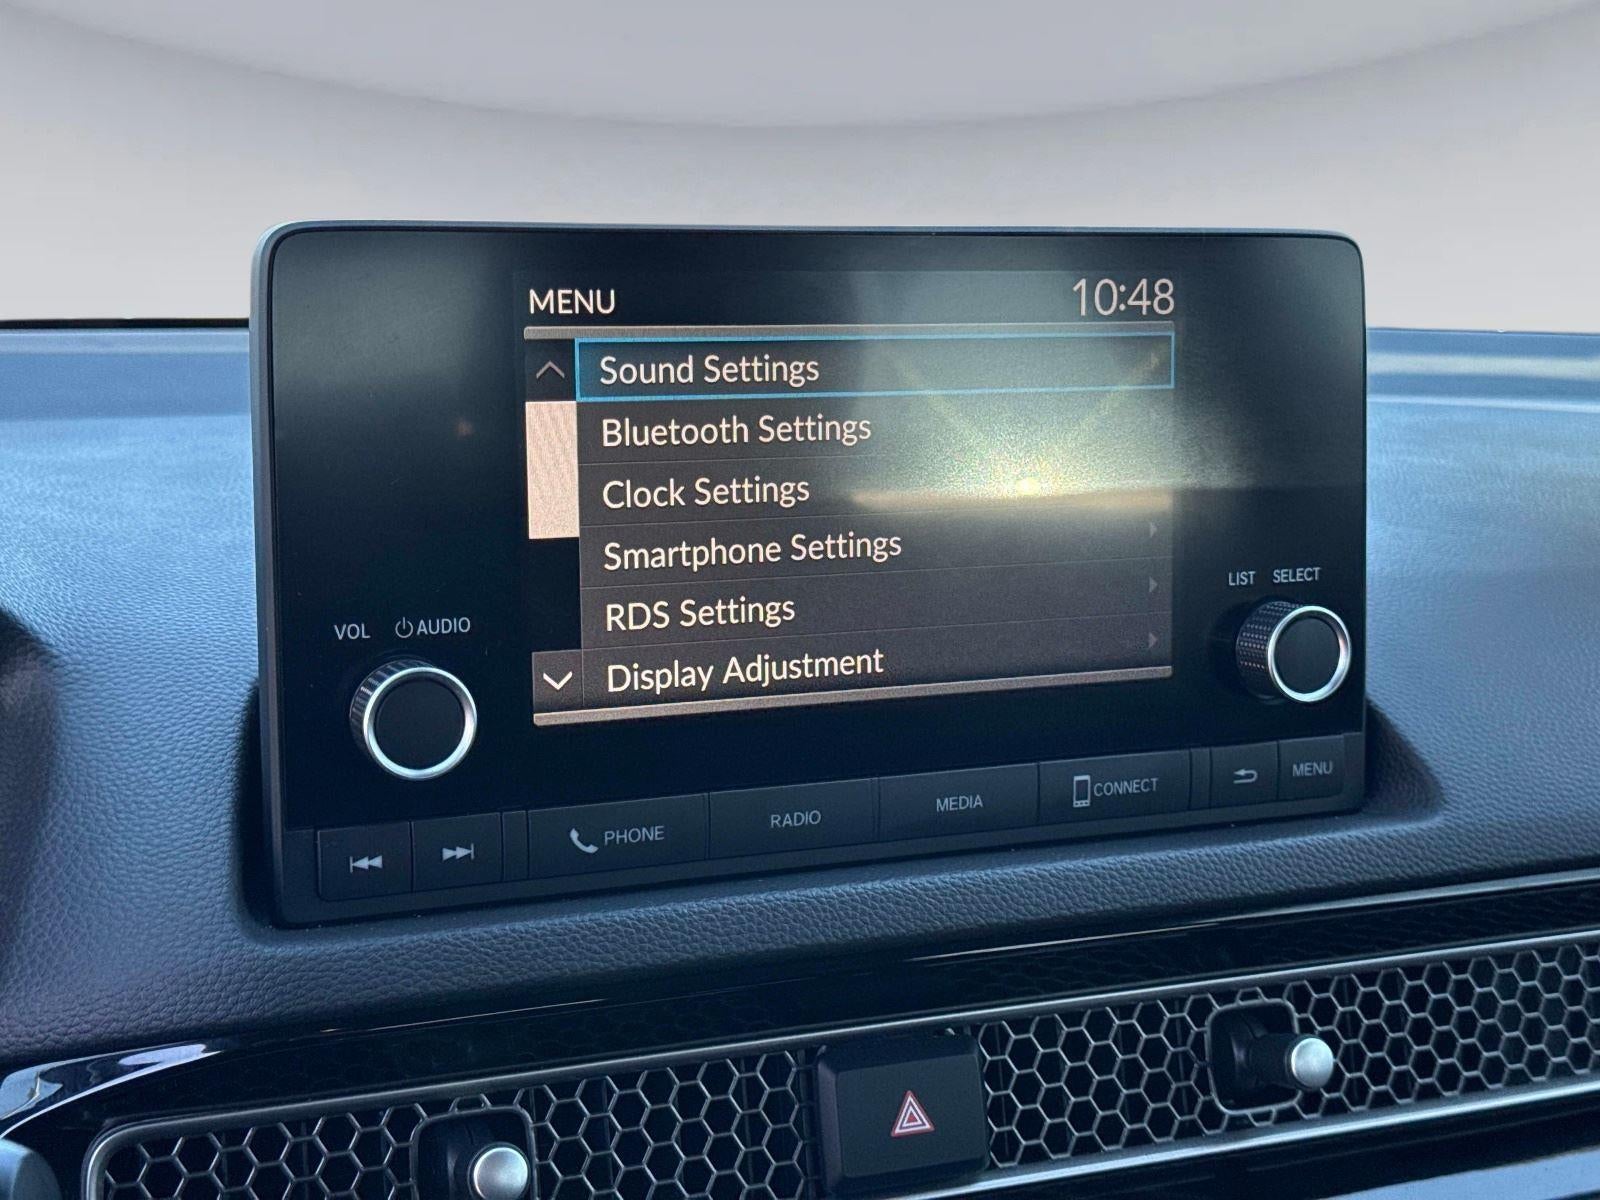 MENU 10:48
Sound Settings
Bluetooth Settings
Clock Settings
Smartphone Settings
RDS Settings
Display Adjustment
VOL AUDIO
LIST SELECT
PHONE RADIO MEDIA CONNECT MENU